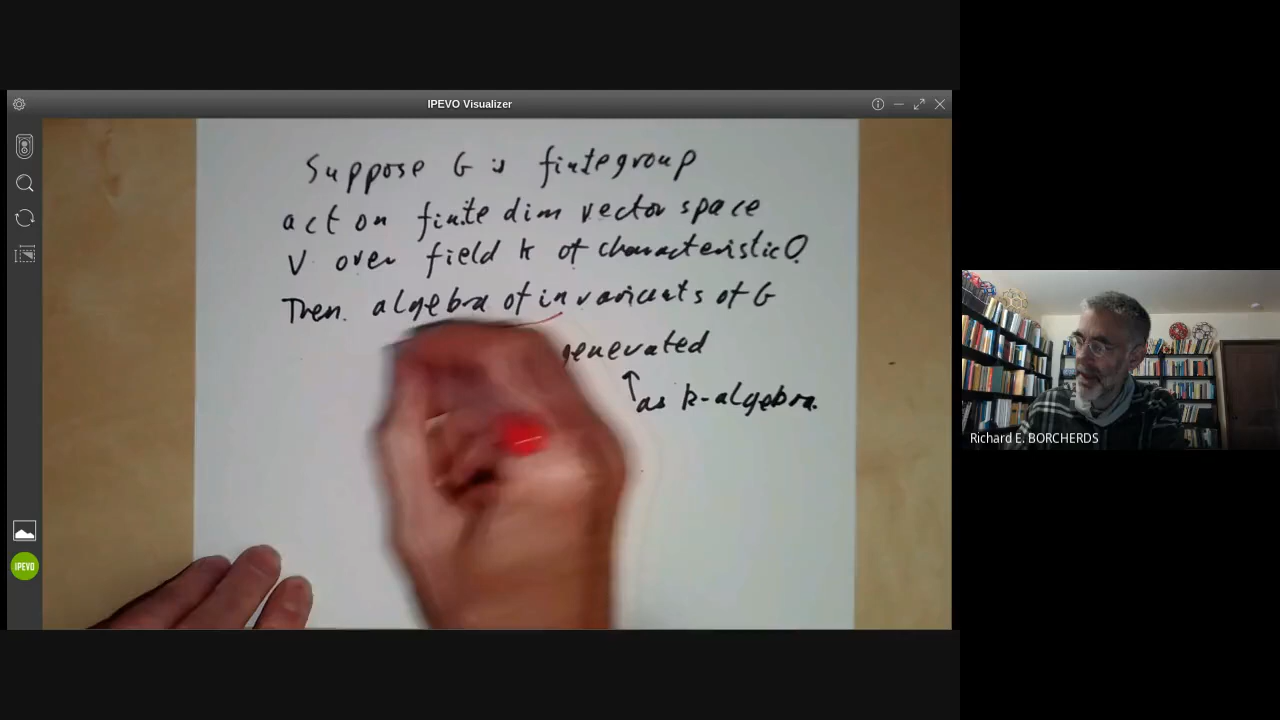 IPEVO Visualizer
Suppose G is finite group
act on finite dim vector space
V over field k of characteristic 0.
Then algebra of invariants of G
generated
as k-algebra.
Richard E. BORCHERDS
IPEVO